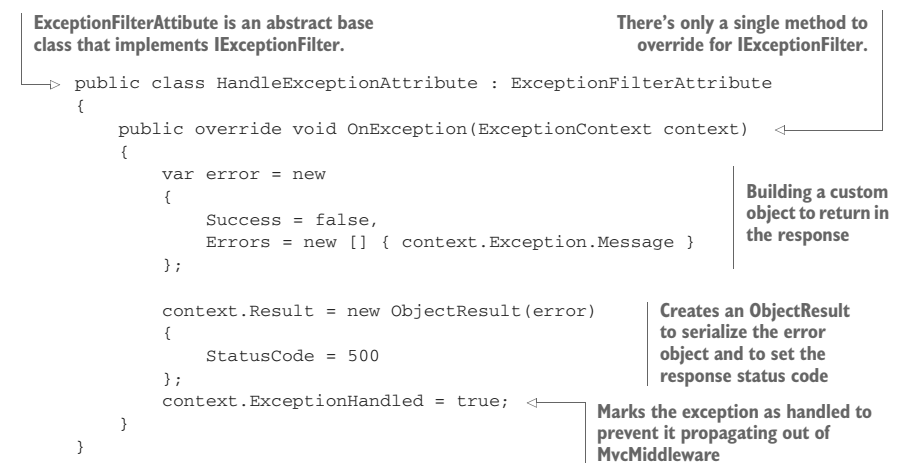 ExceptionFilterAttibute is an abstract base
class that implements IExceptionFilter.
There's only a single method to
override for IExceptionFilter.
public class HandleExceptionAttribute : ExceptionFilterAttribute
{
public override void OnException(ExceptionContext context)
{
var error = new
{
Success = false,
Errors = new [] { context.Exception.Message }
};
Building a custom
object to return in
the response
context.Result = new ObjectResult(error)
{
StatusCode = 500
};
Creates an ObjectResult
to serialize the error
object and to set the
response status code
context.ExceptionHandled = true;
}
}
Marks the exception as handled to
prevent it propagating out of
MvcMiddleware